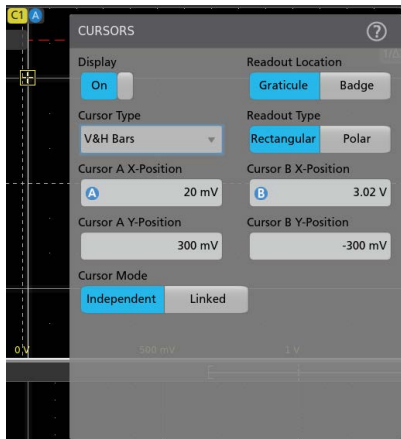 C1 A
CURSORS ?
Display Readout Location
On Graticule Badge
Cursor Type Readout Type
V&H Bars Rectangular Polar
Cursor A X-Position Cursor B X-Position
A 20 mV B 3.02 V
Cursor A Y-Position Cursor B Y-Position
300 mV -300 mV
Cursor Mode
Independent Linked
0 V 500 mV 1 V